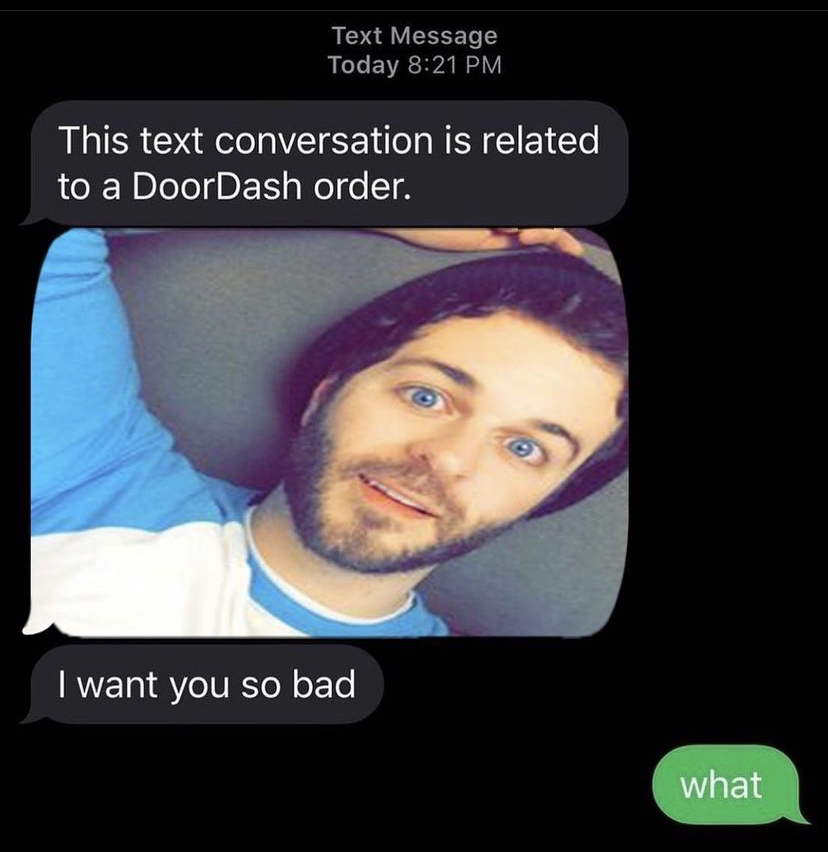 Text Message
Today 8:21 PM
This text conversation is related
to a DoorDash order.
I want you so bad
what